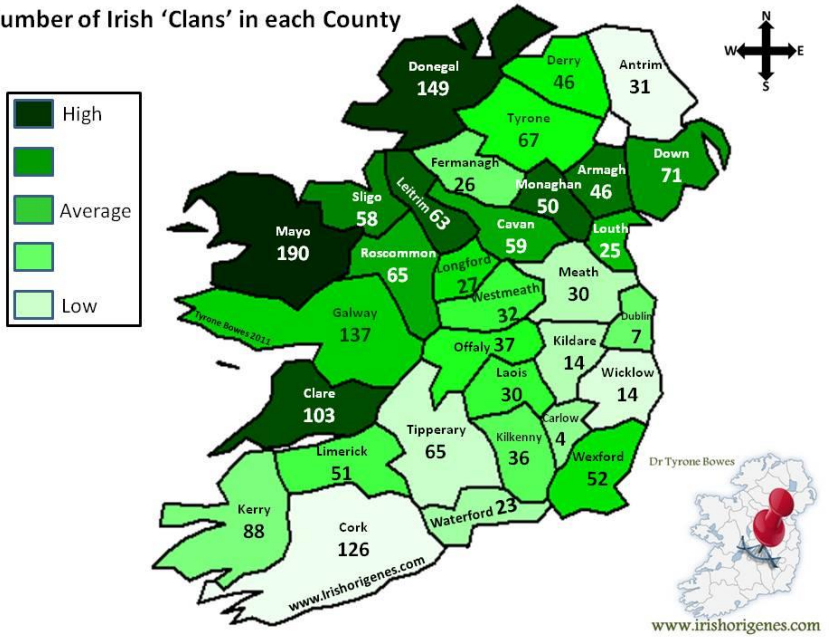 umber of Irish ‘Clans’ in each County
N
W E
S
High
Average
Low
Donegal
149
Derry
46
Antrim
31
Tyrone
67
Fermanagh
26
Monaghan
50
Armagh
46
Down
71
Sligo
58
Leitrim 63
Cavan
59
Louth
25
Mayo
190
Roscommon
65
Longford
27
Westmeath
32
Meath
30
Dublin
7
Galway
137
Tyrone Bowes 2011
Offaly 37
Kildare
14
Wicklow
14
Laois
30
Clare
103
Tipperary
65
Kilkenny
36
Carlow
4
Wexford
52
Limerick
51
Kerry
88
Cork
126
Waterford 23
www.Irishorigenes.com
Dr Tyrone Bowes
www.irishorigenes.com